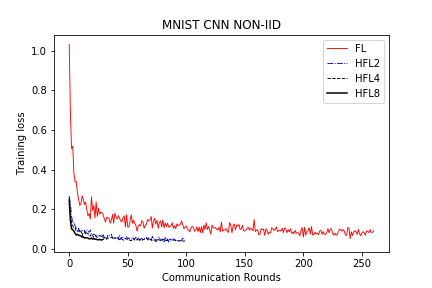 MNIST CNN NON-IID
FL
HFL2
HFL4
HFL8
1.0
0.8
0.6
0.4
0.2
0.0
Training loss
0
50
100
150
200
250
Communication Rounds